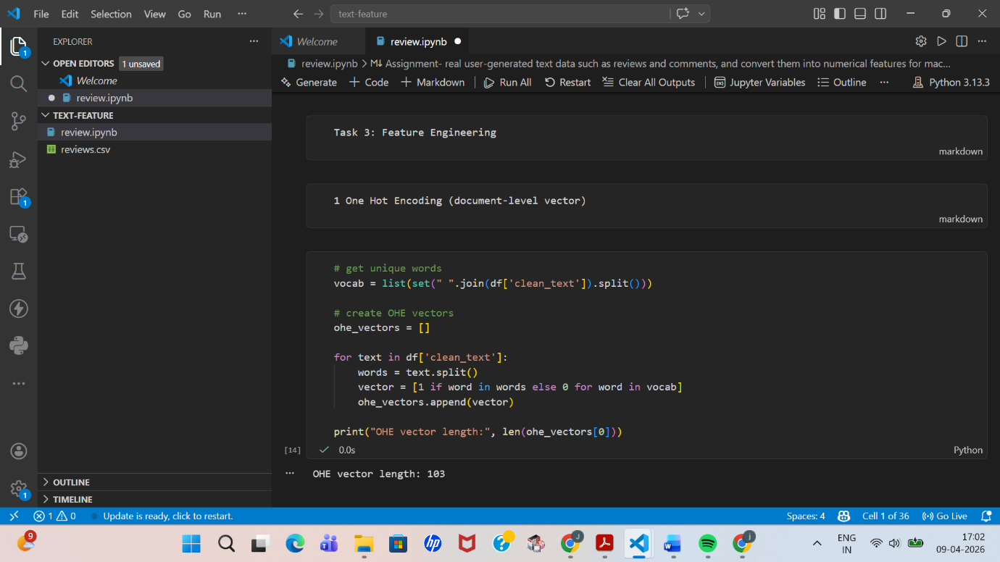 File Edit Selection View Go Run ···
text-feature
EXPLORER ···
OPEN EDITORS 1 unsaved
Welcome
review.ipynb
TEXT-FEATURE
review.ipynb
reviews.csv
OUTLINE
TIMELINE
1
1
1
Welcome
review.ipynb
review.ipynb > M↓ Assignment- real user-generated text data such as reviews and comments, and convert them into numerical features for mac...
Generate + Code + Markdown Run All Restart Clear All Outputs Jupyter Variables Outline ··· Python 3.13.3
Task 3: Feature Engineering
markdown
1 One Hot Encoding (document-level vector)
markdown
# get unique words
vocab = list(set(" ".join(df['clean_text']).split()))
# create OHE vectors
ohe_vectors = []
for text in df['clean_text']:
words = text.split()
vector = [1 if word in words else 0 for word in vocab]
ohe_vectors.append(vector)
print("OHE vector length:", len(ohe_vectors[0]))
[14] 0.0s Python
OHE vector length: 103
1 0 Update is ready, click to restart. Spaces: 4 Cell 1 of 36 Go Live
9
hp
J
W
J
ENG
IN
17:02
09-04-2026